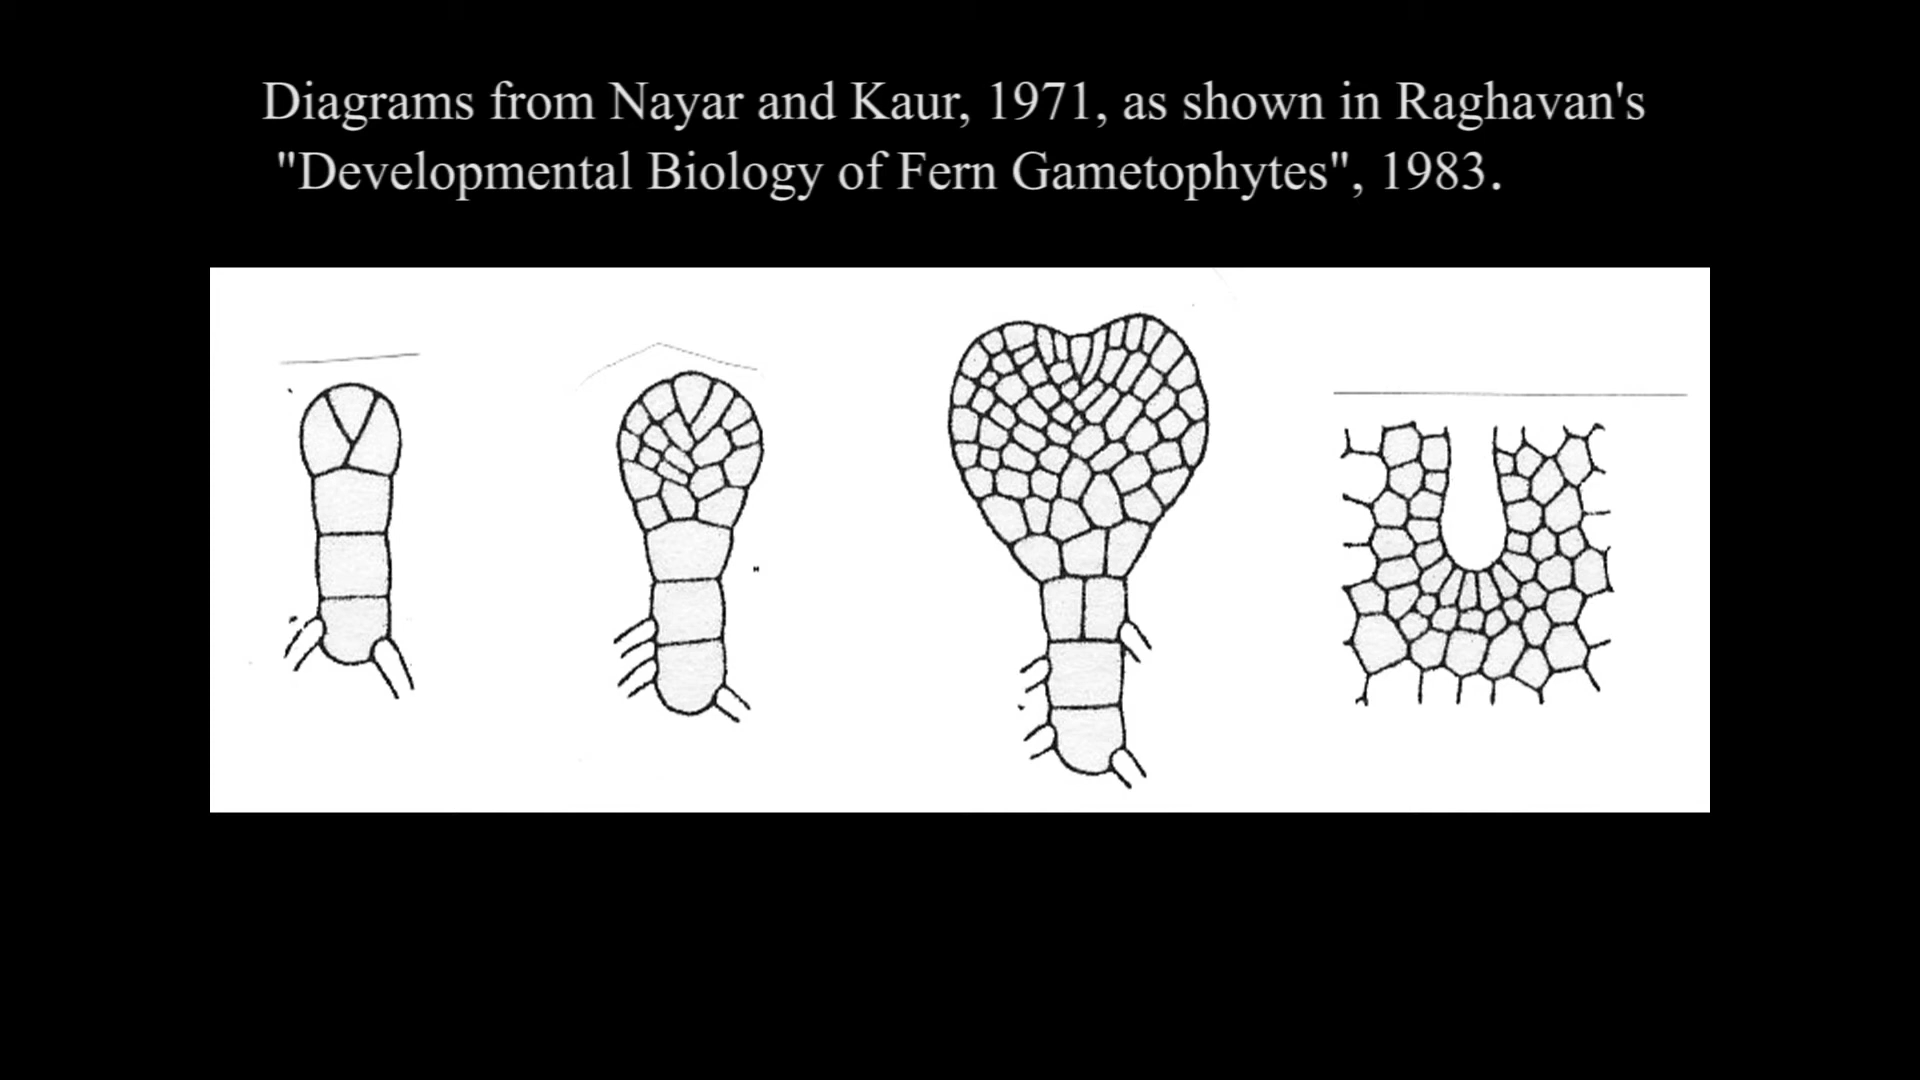 Diagrams from Nayar and Kaur, 1971, as shown in Raghavan's
"Developmental Biology of Fern Gametophytes", 1983.